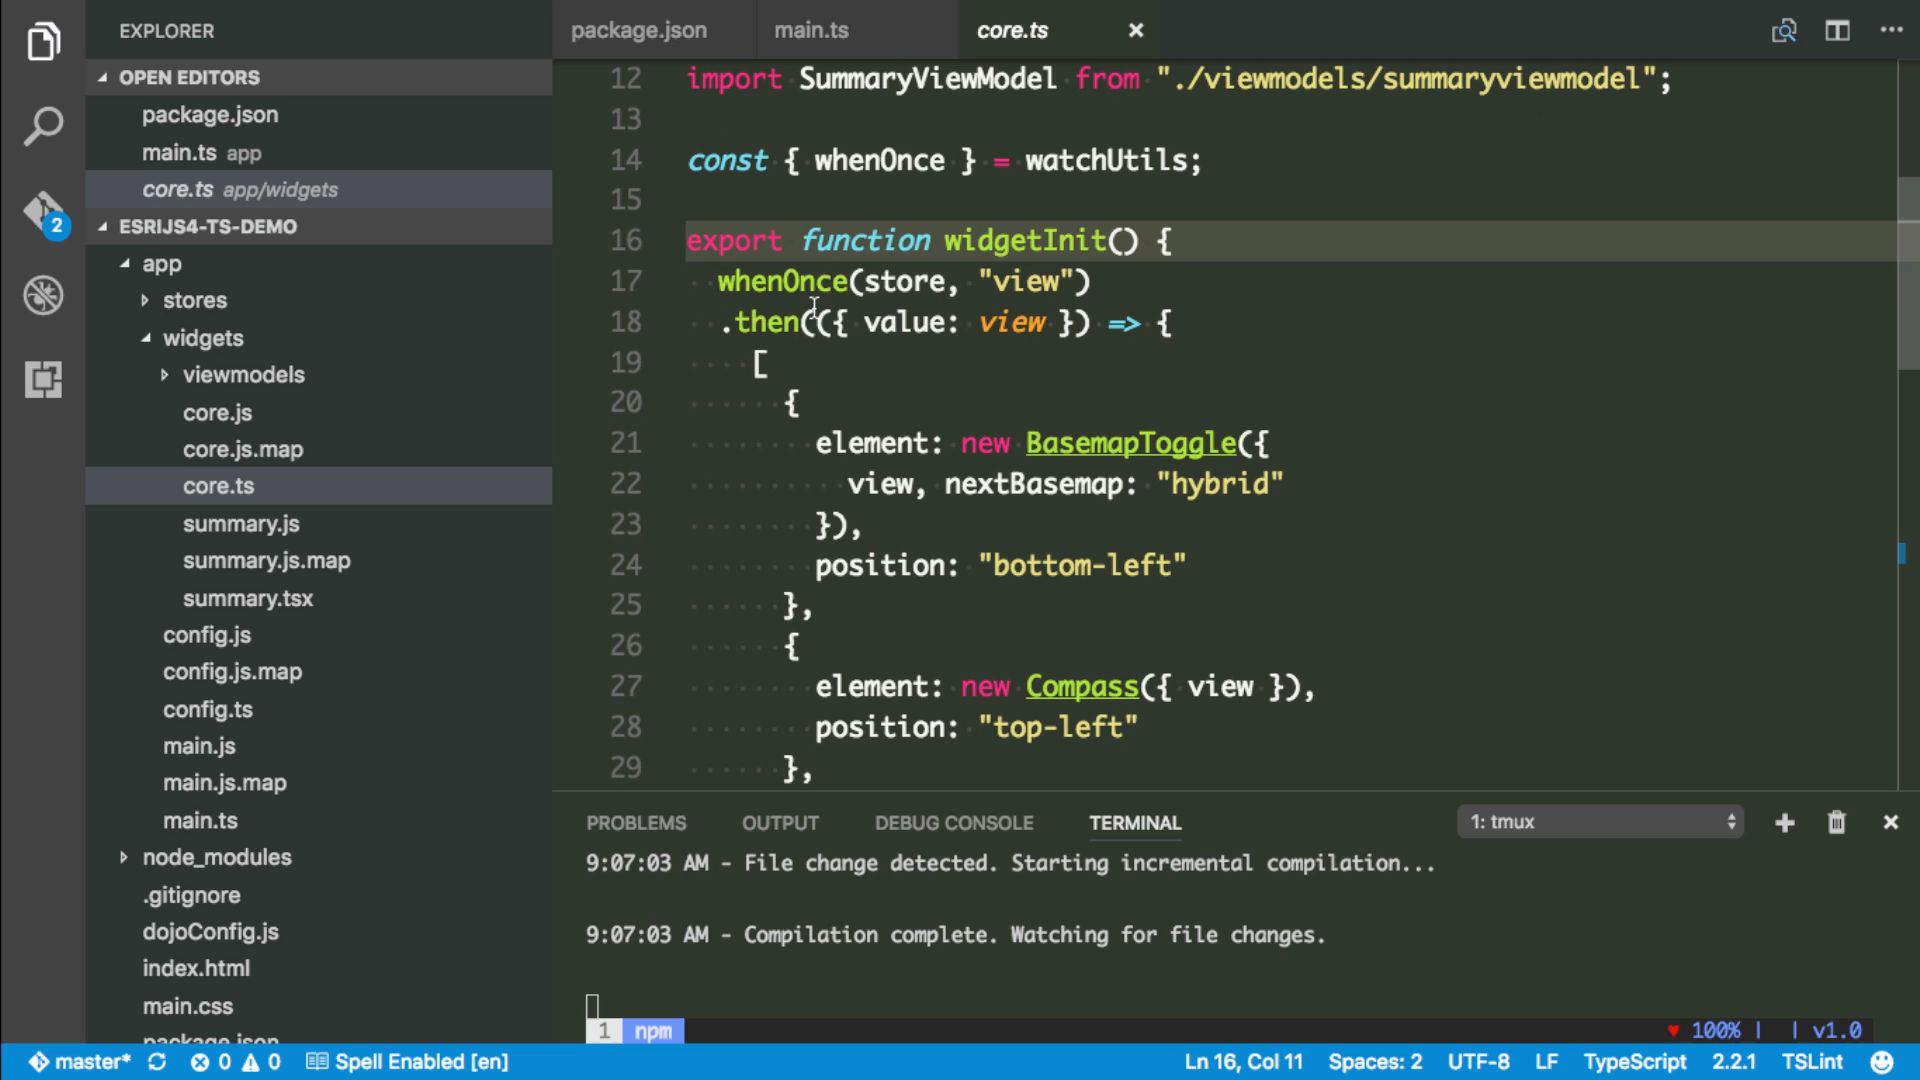 EXPLORER
OPEN EDITORS
package.json
main.ts app
core.ts app/widgets
2
ESRIJS4-TS-DEMO
app
stores
widgets
viewmodels
core.js
core.js.map
core.ts
summary.js
summary.js.map
summary.tsx
config.js
config.js.map
config.ts
main.js
main.js.map
main.ts
node_modules
.gitignore
dojoConfig.js
index.html
main.css
package.json
package.json main.ts core.ts
12 import SummaryViewModel from "./viewmodels/summaryviewmodel";
13
14 const { whenOnce } = watchUtils;
15
16 export function widgetInit() {
17 whenOnce(store, "view")
18 .then(({ value: view }) => {
19 [
20 {
21 element: new BasemapToggle({
22 view, nextBasemap: "hybrid"
23 }),
24 position: "bottom-left"
25 },
26 {
27 element: new Compass({ view }),
28 position: "top-left"
29 },
PROBLEMS OUTPUT DEBUG CONSOLE TERMINAL 1: tmux
9:07:03 AM - File change detected. Starting incremental compilation...
9:07:03 AM - Compilation complete. Watching for file changes.
1 npm ♥ 100% | | v1.0
master* 0 0 Spell Enabled [en] Ln 16, Col 11 Spaces: 2 UTF-8 LF TypeScript 2.2.1 TSLint